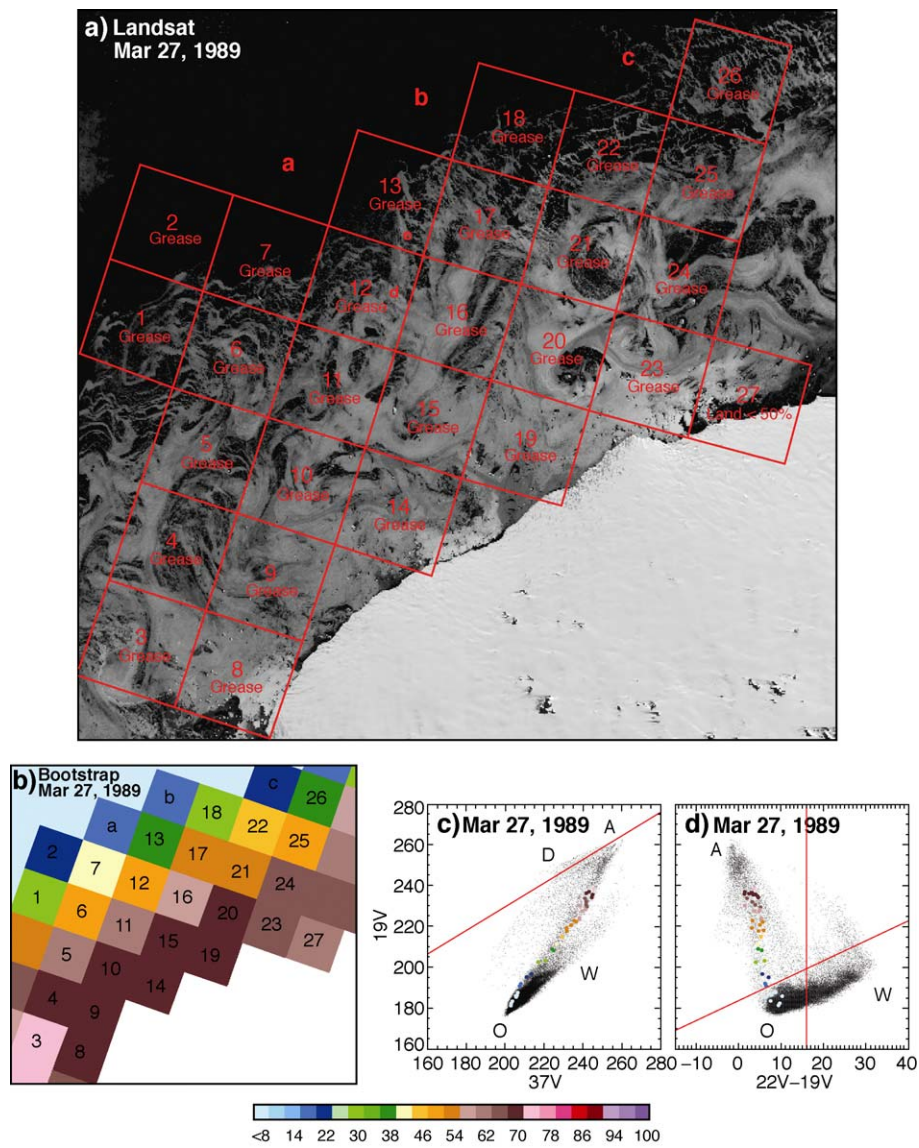 a) Landsat
Mar 27, 1989
c
26
Grease
b
18
Grease
22
Grease
25
Grease
a
13
Grease
17
Grease
21
Grease
24
Grease
2
Grease
7
Grease
e
12
Grease
d
16
Grease
20
Grease
23
Grease
27
Land < 50%
1
Grease
6
Grease
11
Grease
15
Grease
19
Grease
5
Grease
10
Grease
14
Grease
4
Grease
9
Grease
3
Grease
8
Grease
b) Bootstrap
Mar 27, 1989
c
26
b
18
22
25
a
13
17
21
24
2
7
12
16
20
23
27
1
6
11
15
19
5
10
14
4
9
3
8
c) Mar 27, 1989
280
260
240
220
200
180
160
19V
D
A
W
O
160 180 200 220 240 260 280
37V
d) Mar 27, 1989
A
W
O
−10 0 10 20 30 40
22V−19V
<8 14 22 30 38 46 54 62 70 78 86 94 100